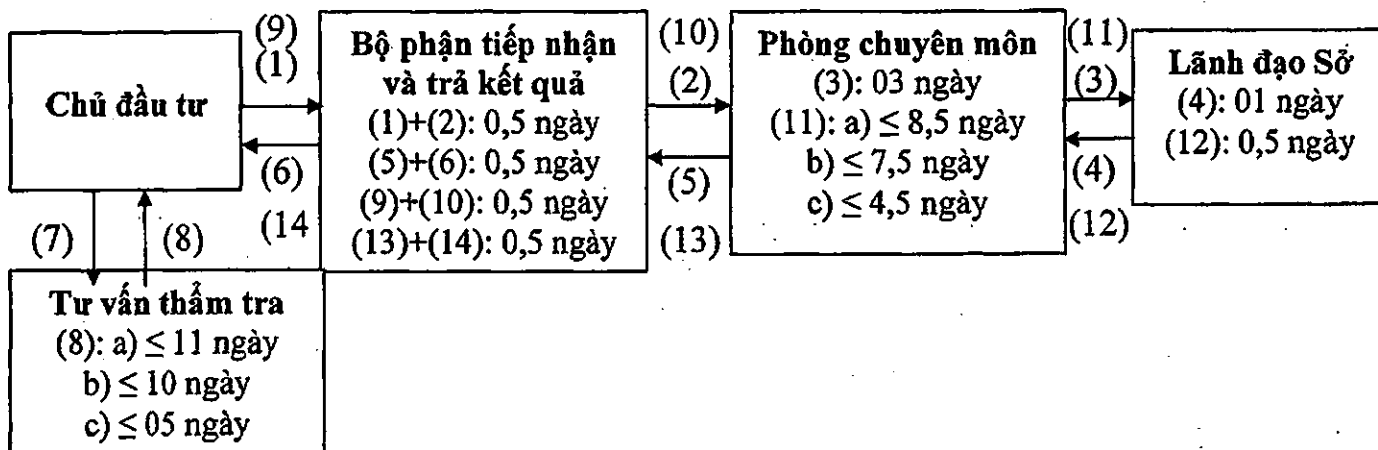 Chủ đầu tư
(9)
(1)
(6)
(14
(7)
(8)
Bộ phận tiếp nhận
và trả kết quả
(1)+(2): 0,5 ngày
(5)+(6): 0,5 ngày
(9)+(10): 0,5 ngày
(13)+(14): 0,5 ngày
(10)
(2)
(5)
(13)
Phòng chuyên môn
(3): 03 ngày
(11): a) ≤ 8,5 ngày
b) ≤ 7,5 ngày
c) ≤ 4,5 ngày
(11)
(3)
(4)
(12)
Lãnh đạo Sở
(4): 01 ngày
(12): 0,5 ngày
Tư vấn thẩm tra
(8): a) ≤ 11 ngày
b) ≤ 10 ngày
c) ≤ 05 ngày